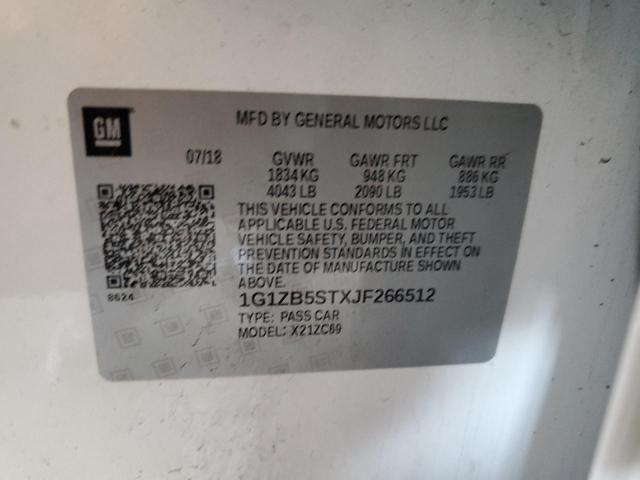 GM
MFD BY GENERAL MOTORS LLC
07/18 GVWR GAWR FRT GAWR RR
1834 KG 948 KG 886 KG
4043 LB 2090 LB 1953 LB
THIS VEHICLE CONFORMS TO ALL
APPLICABLE U.S. FEDERAL MOTOR
VEHICLE SAFETY, BUMPER, AND THEFT
PREVENTION STANDARDS IN EFFECT ON
THE DATE OF MANUFACTURE SHOWN
ABOVE.
8624
1G1ZB5STXJF266512
TYPE: PASS CAR
MODEL: X21ZC69